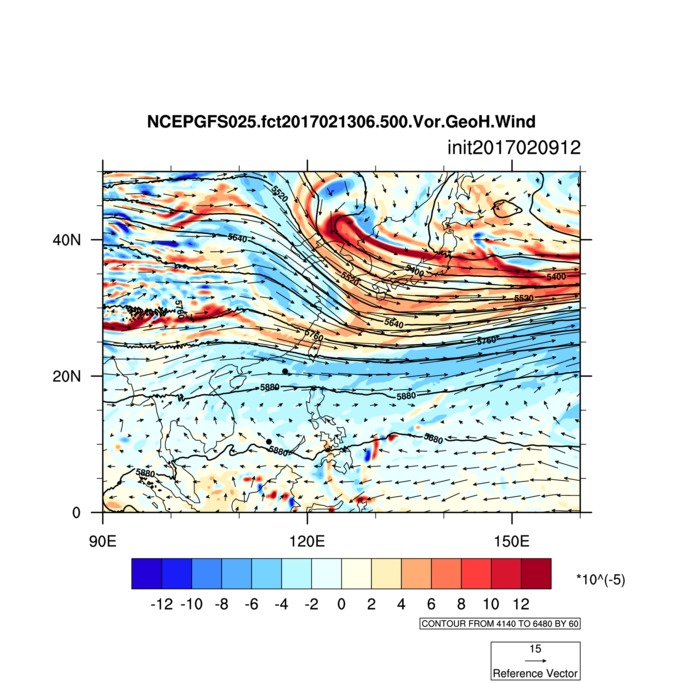 NCEPGFS025.fct2017021306.500.Vor.GeoH.Wind
init2017020912
5520
40N
5640
5400
5520
5400
5520
5760
5640
5760
5760
20N
5880
5880
5880
5880
5880
0
90E 120E 150E
-12 -10 -8 -6 -4 -2 0 2 4 6 8 10 12
*10^(-5)
CONTOUR FROM 4140 TO 6480 BY 60
15
Reference Vector